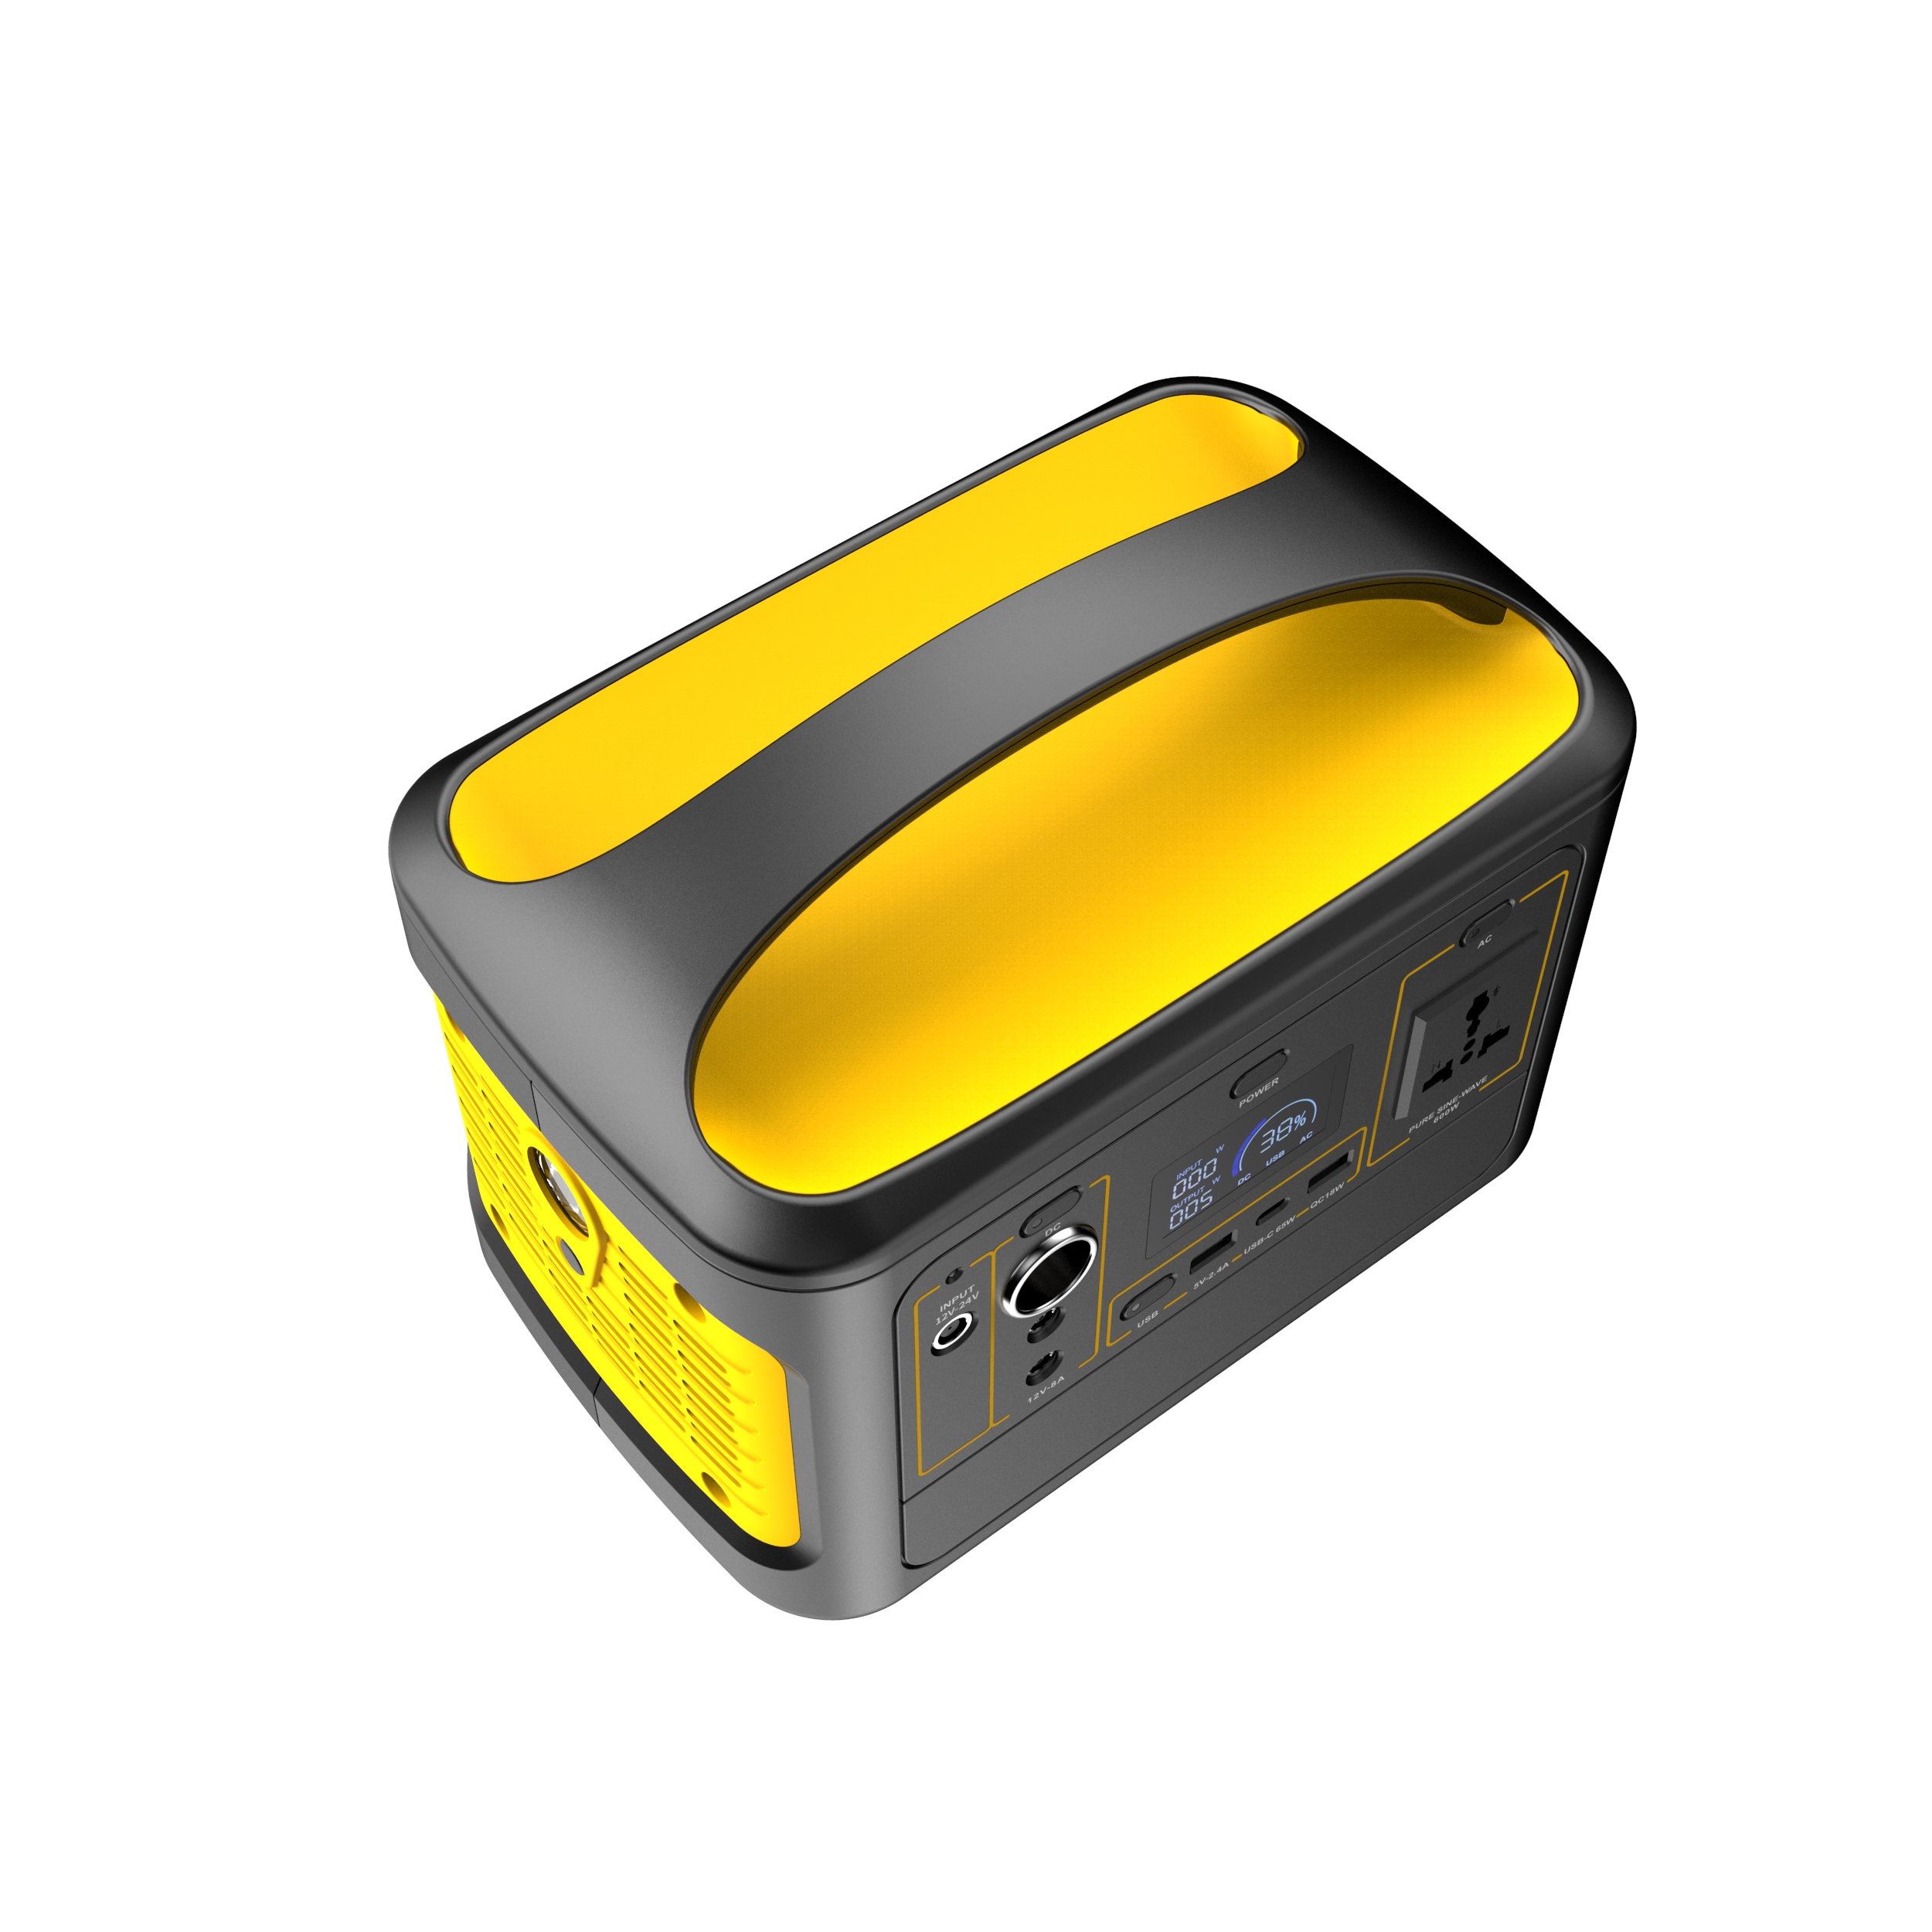 AC
PURE SINE-WAVE
600W
POWER
38%
INPUT W
000
OUTPUT W
005
DC USB AC
DC
INPUT
12V-24V
12V-8A
USB
5V-2.4A
USB-C 65W
QC18W